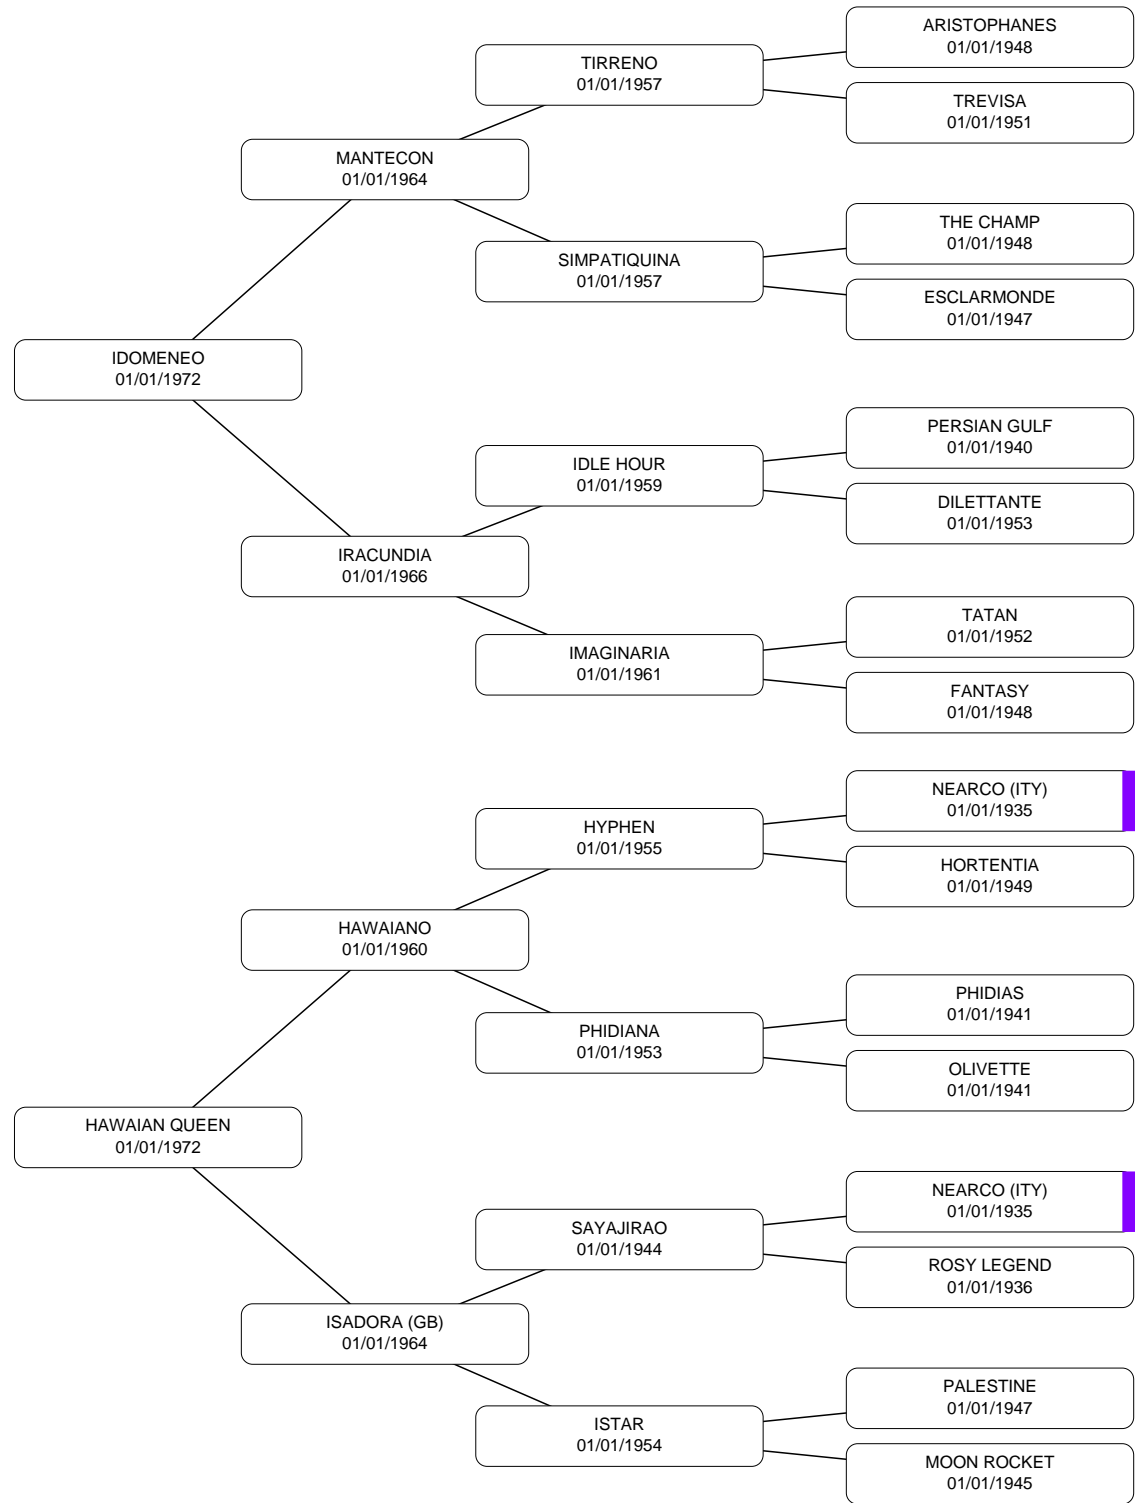 ARISTOPHANES
01/01/1948
TIRRENO
01/01/1957
TREVISA
01/01/1951
MANTECON
01/01/1964
THE CHAMP
01/01/1948
SIMPATIQUINA
01/01/1957
ESCLARMONDE
01/01/1947
IDOMENEO
01/01/1972
PERSIAN GULF
01/01/1940
IDLE HOUR
01/01/1959
DILETTANTE
01/01/1953
IRACUNDIA
01/01/1966
TATAN
01/01/1952
IMAGINARIA
01/01/1961
FANTASY
01/01/1948
NEARCO (ITY)
01/01/1935
HYPHEN
01/01/1955
HORTENTIA
01/01/1949
HAWAIANO
01/01/1960
PHIDIAS
01/01/1941
PHIDIANA
01/01/1953
OLIVETTE
01/01/1941
HAWAIAN QUEEN
01/01/1972
NEARCO (ITY)
01/01/1935
SAYAJIRAO
01/01/1944
ROSY LEGEND
01/01/1936
ISADORA (GB)
01/01/1964
PALESTINE
01/01/1947
ISTAR
01/01/1954
MOON ROCKET
01/01/1945